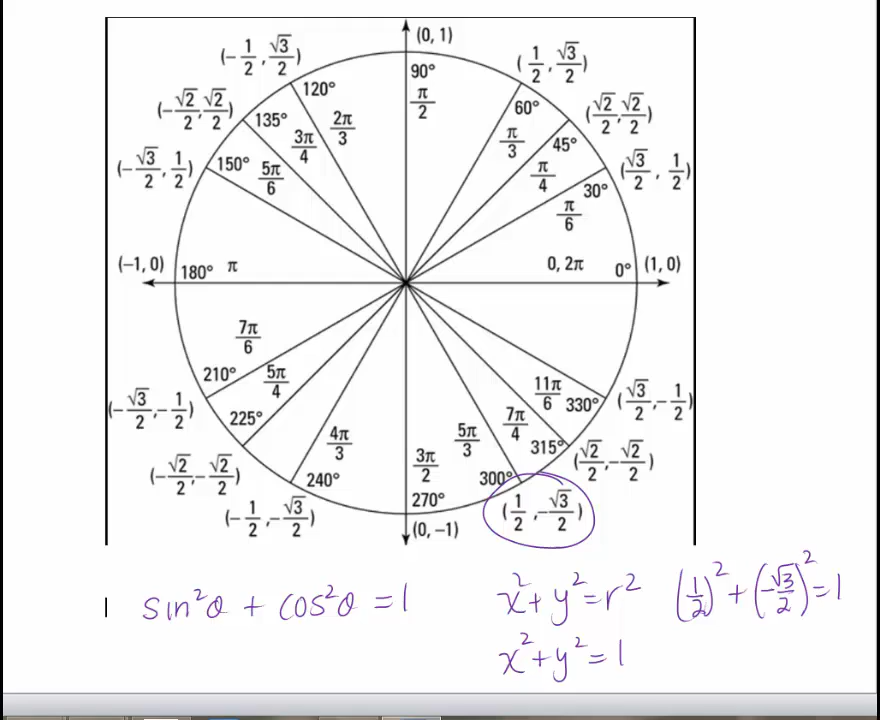 (0, 1)
(-1/2, √3/2) (1/2, √3/2)
90°
π/2
120° 60°
2π/3 π/3
(-√2/2, √2/2) (√2/2, √2/2)
135° 45°
3π/4 π/4
(-√3/2, 1/2) (√3/2, 1/2)
150° 30°
5π/6 π/6
(-1, 0) 180° π 0, 2π 0° (1, 0)
7π/6 11π/6
210° 330°
(-√3/2, -1/2) (√3/2, -1/2)
5π/4 7π/4
225° 315°
(-√2/2, -√2/2) (√2/2, -√2/2)
4π/3 3π/2 5π/3
240° 270° 300°
(-1/2, -√3/2) (0, -1) (1/2, -√3/2)
sin²θ + cos²θ = 1 x² + y² = r² (1/2)² + (-√3/2)² = 1
x² + y² = 1